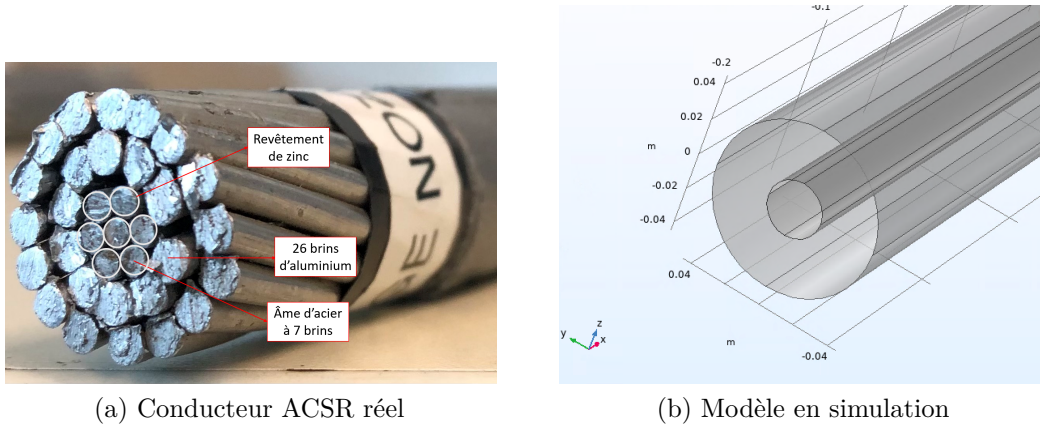 Revêtement
de zinc
26 brins
d'aluminium
Âme d'acier
à 7 brins
NO
-0.1
-0.2
0.04
0.02
m
0
-0.02
-0.04
0.04
m
-0.04
y
z
x
(a) Conducteur ACSR réel
(b) Modèle en simulation